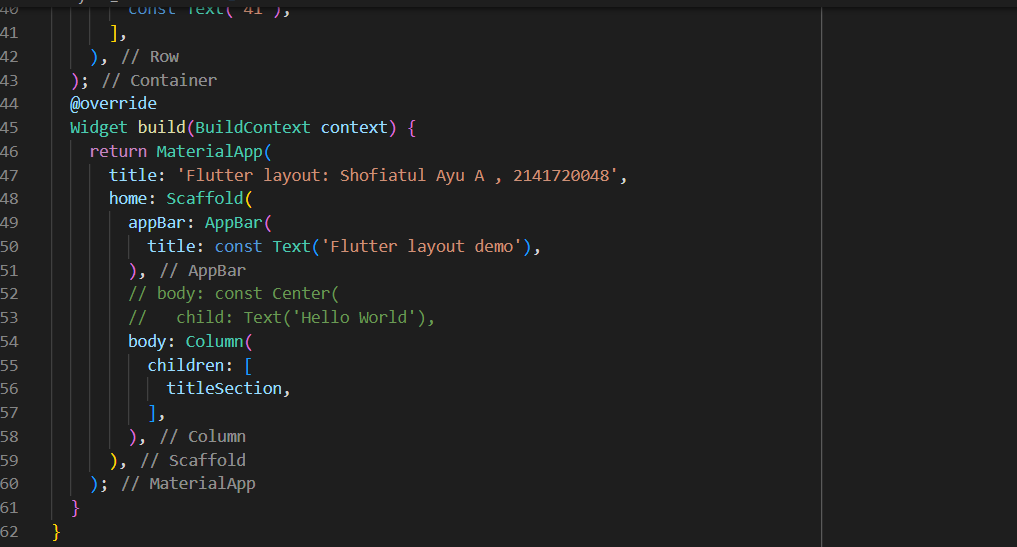 40 const Text('41'),
41 ],
42 ), // Row
43 ); // Container
44 @override
45 Widget build(BuildContext context) {
46 return MaterialApp(
47 title: 'Flutter layout: Shofiatul Ayu A , 2141720048',
48 home: Scaffold(
49 appBar: AppBar(
50 title: const Text('Flutter layout demo'),
51 ), // AppBar
52 // body: const Center(
53 //   child: Text('Hello World'),
54 body: Column(
55 children: [
56 titleSection,
57 ],
58 ), // Column
59 ), // Scaffold
60 ); // MaterialApp
61 }
62 }